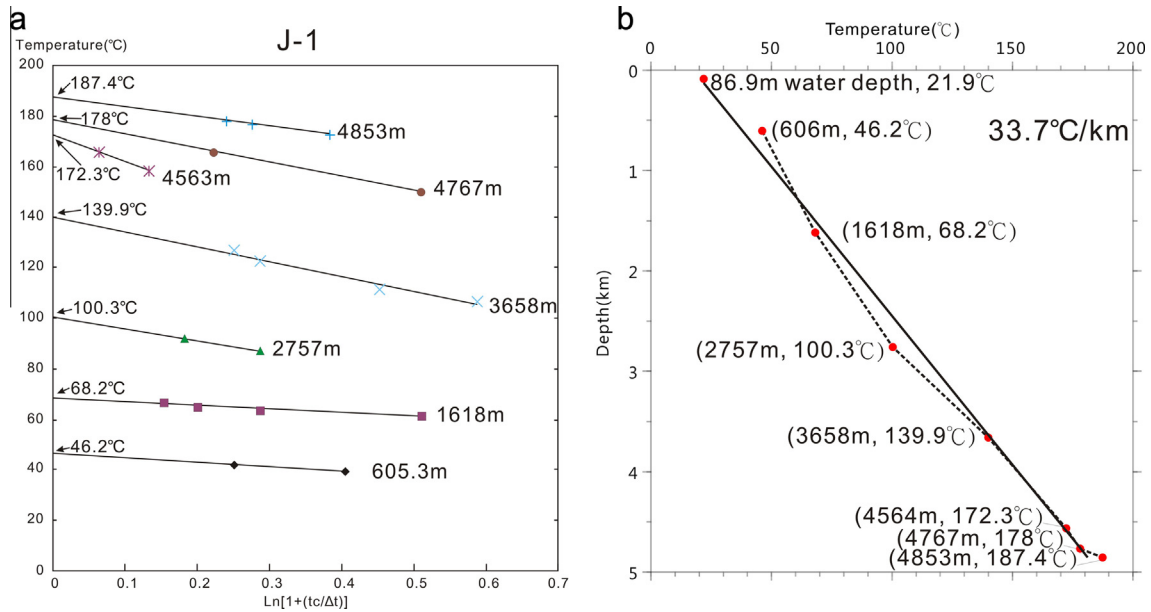 a
J-1
Temperature(℃)
200
180
160
140
120
100
80
60
40
20
0
187.4℃
178℃
172.3℃
139.9℃
100.3℃
68.2℃
46.2℃
4853m
4767m
4563m
3658m
2757m
1618m
605.3m
0
0.1
0.2
0.3
0.4
0.5
0.6
0.7
Ln[1+(tc/Δt)]
b
Temperature(℃)
0
50
100
150
200
0
1
2
3
4
5
Depth(km)
86.9m water depth, 21.9℃
(606m, 46.2℃)
33.7℃/km
(1618m, 68.2℃)
(2757m, 100.3℃)
(3658m, 139.9℃)
(4564m, 172.3℃)
(4767m, 178℃)
(4853m, 187.4℃)